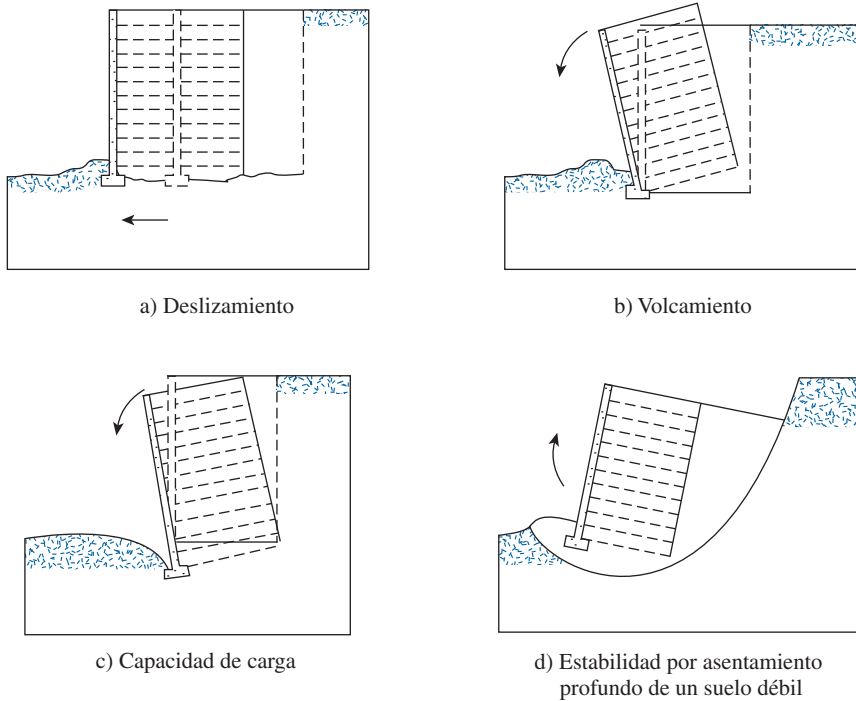 a) Deslizamiento
b) Volcamiento
c) Capacidad de carga
d) Estabilidad por asentamiento
profundo de un suelo débil